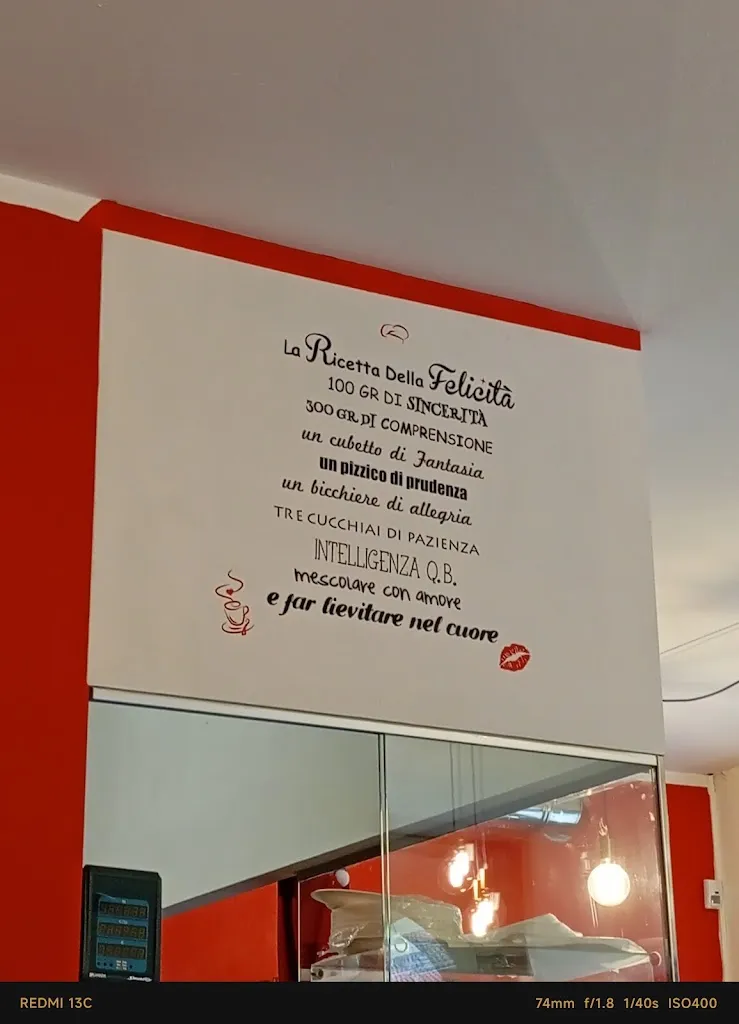 La Ricetta Della Felicità
100 GR DI SINCERITÀ
300 GR DI COMPRENSIONE
un cubetto di Fantasia
un pizzico di prudenza
un bicchiere di allegria
TRE CUCCHIAI DI PAZIENZA
INTELLIGENZA Q.B.
mescolare con amore
e far lievitare nel cuore
REDMI 13C
74mm f/1.8 1/40s ISO400